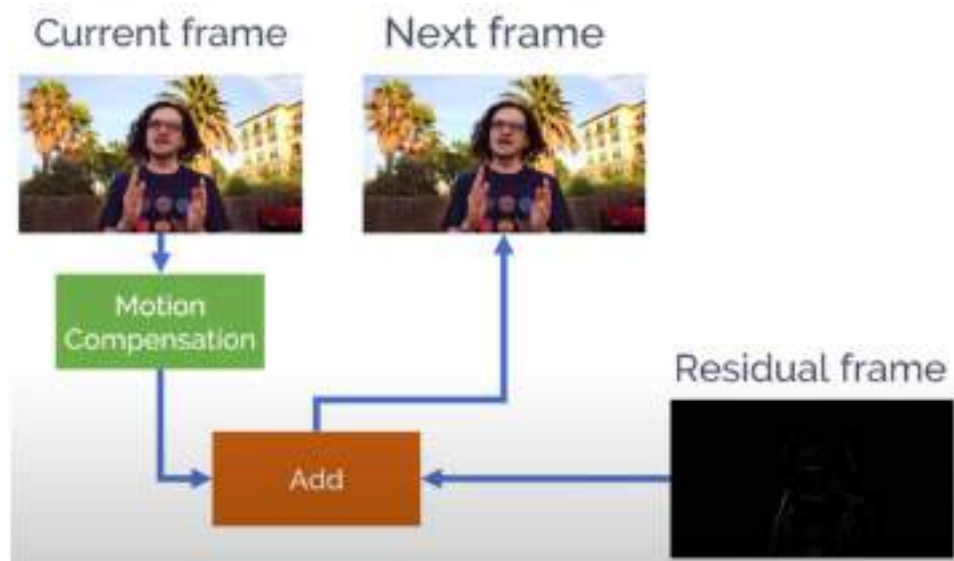 Current frame
Next frame
Motion
Compensation
Residual frame
Add